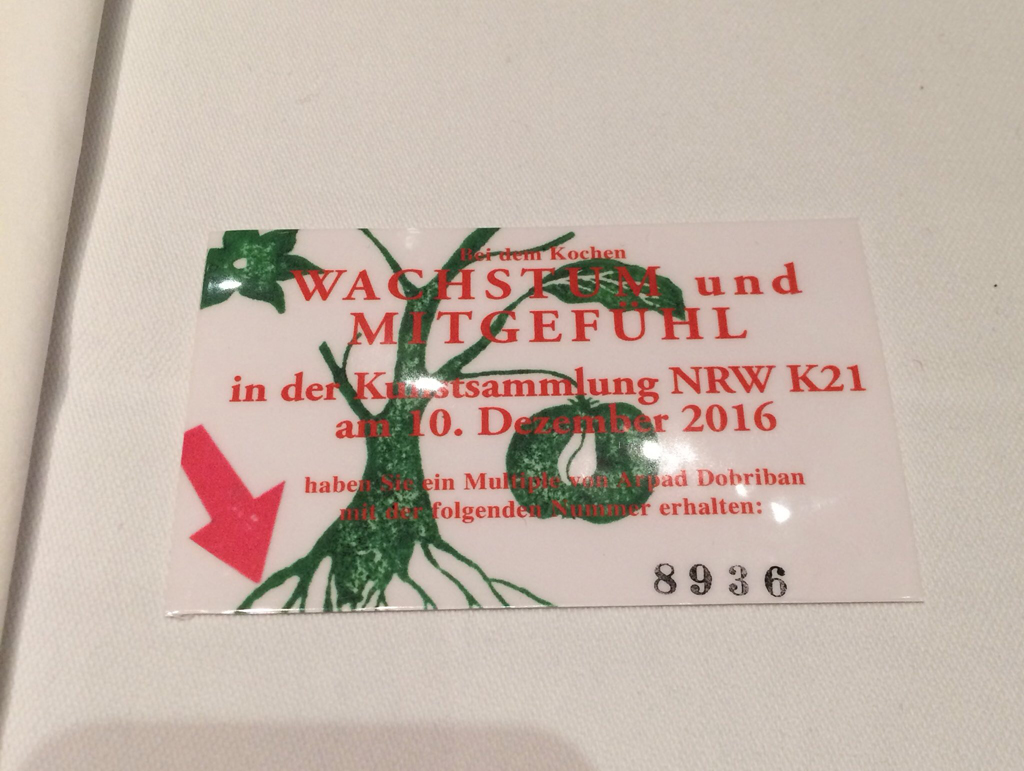 Bei dem Kochen
WACHSTUM und
MITGEFÜHL
in der Kunstsammlung NRW K21
am 10. Dezember 2016
haben Sie ein Multiple von Arpad Dobriban
mit der folgenden Nummer erhalten:
8936